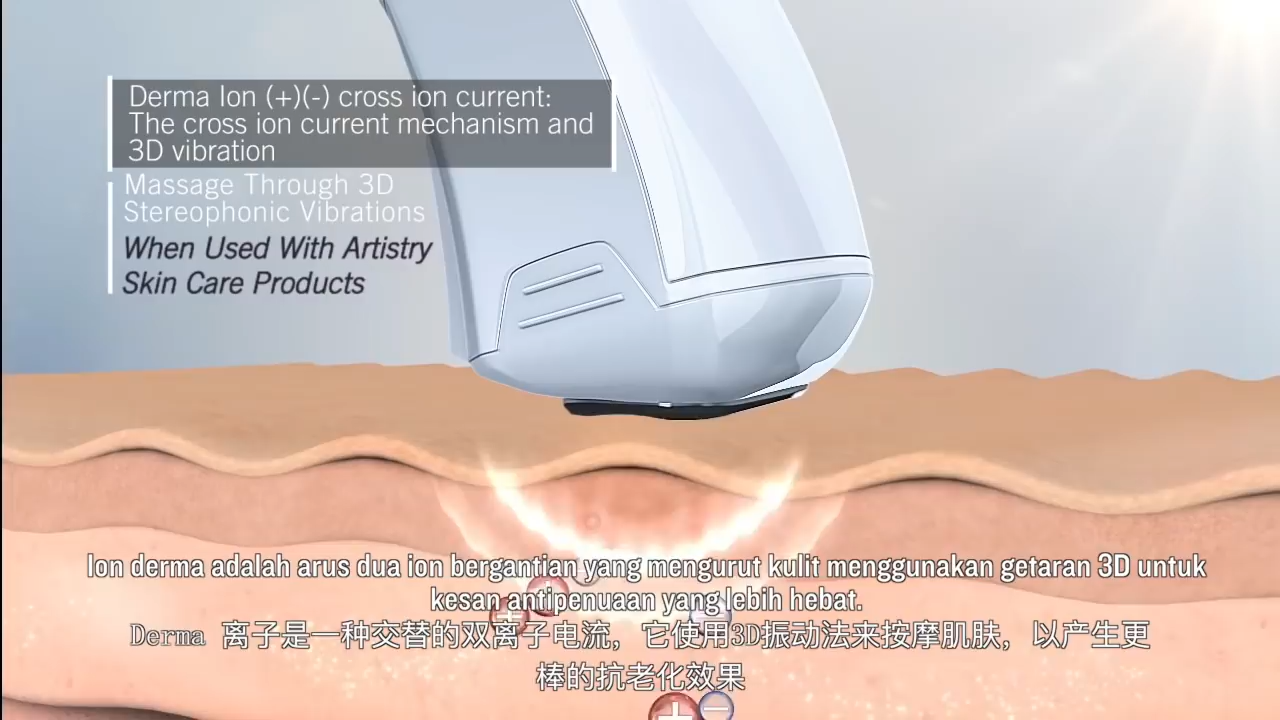 Derma Ion (+)(-) cross ion current:
The cross ion current mechanism and
3D vibration
Massage Through 3D
Stereophonic Vibrations
When Used With Artistry
Skin Care Products
Ion derma adalah arus dua ion bergantian yang mengurut kulit menggunakan getaran 3D untuk
kesan antipenuaan yang lebih hebat.
Derma 离子是一种交替的双离子电流，它使用3D振动法来按摩肌肤，以产生更
棒的抗老化效果